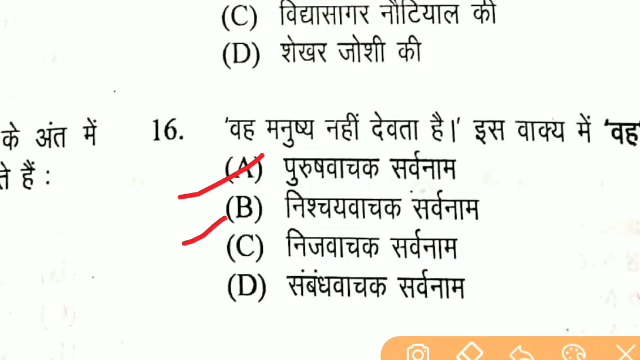 (C) विद्यासागर नौटियाल की
(D) शेखर जोशी की
के अंत में
ते हैं :
16. 'वह मनुष्य नहीं देवता है।' इस वाक्य में 'वह'
(A) पुरुषवाचक सर्वनाम
(B) निश्चयवाचक सर्वनाम
(C) निजवाचक सर्वनाम
(D) संबंधवाचक सर्वनाम